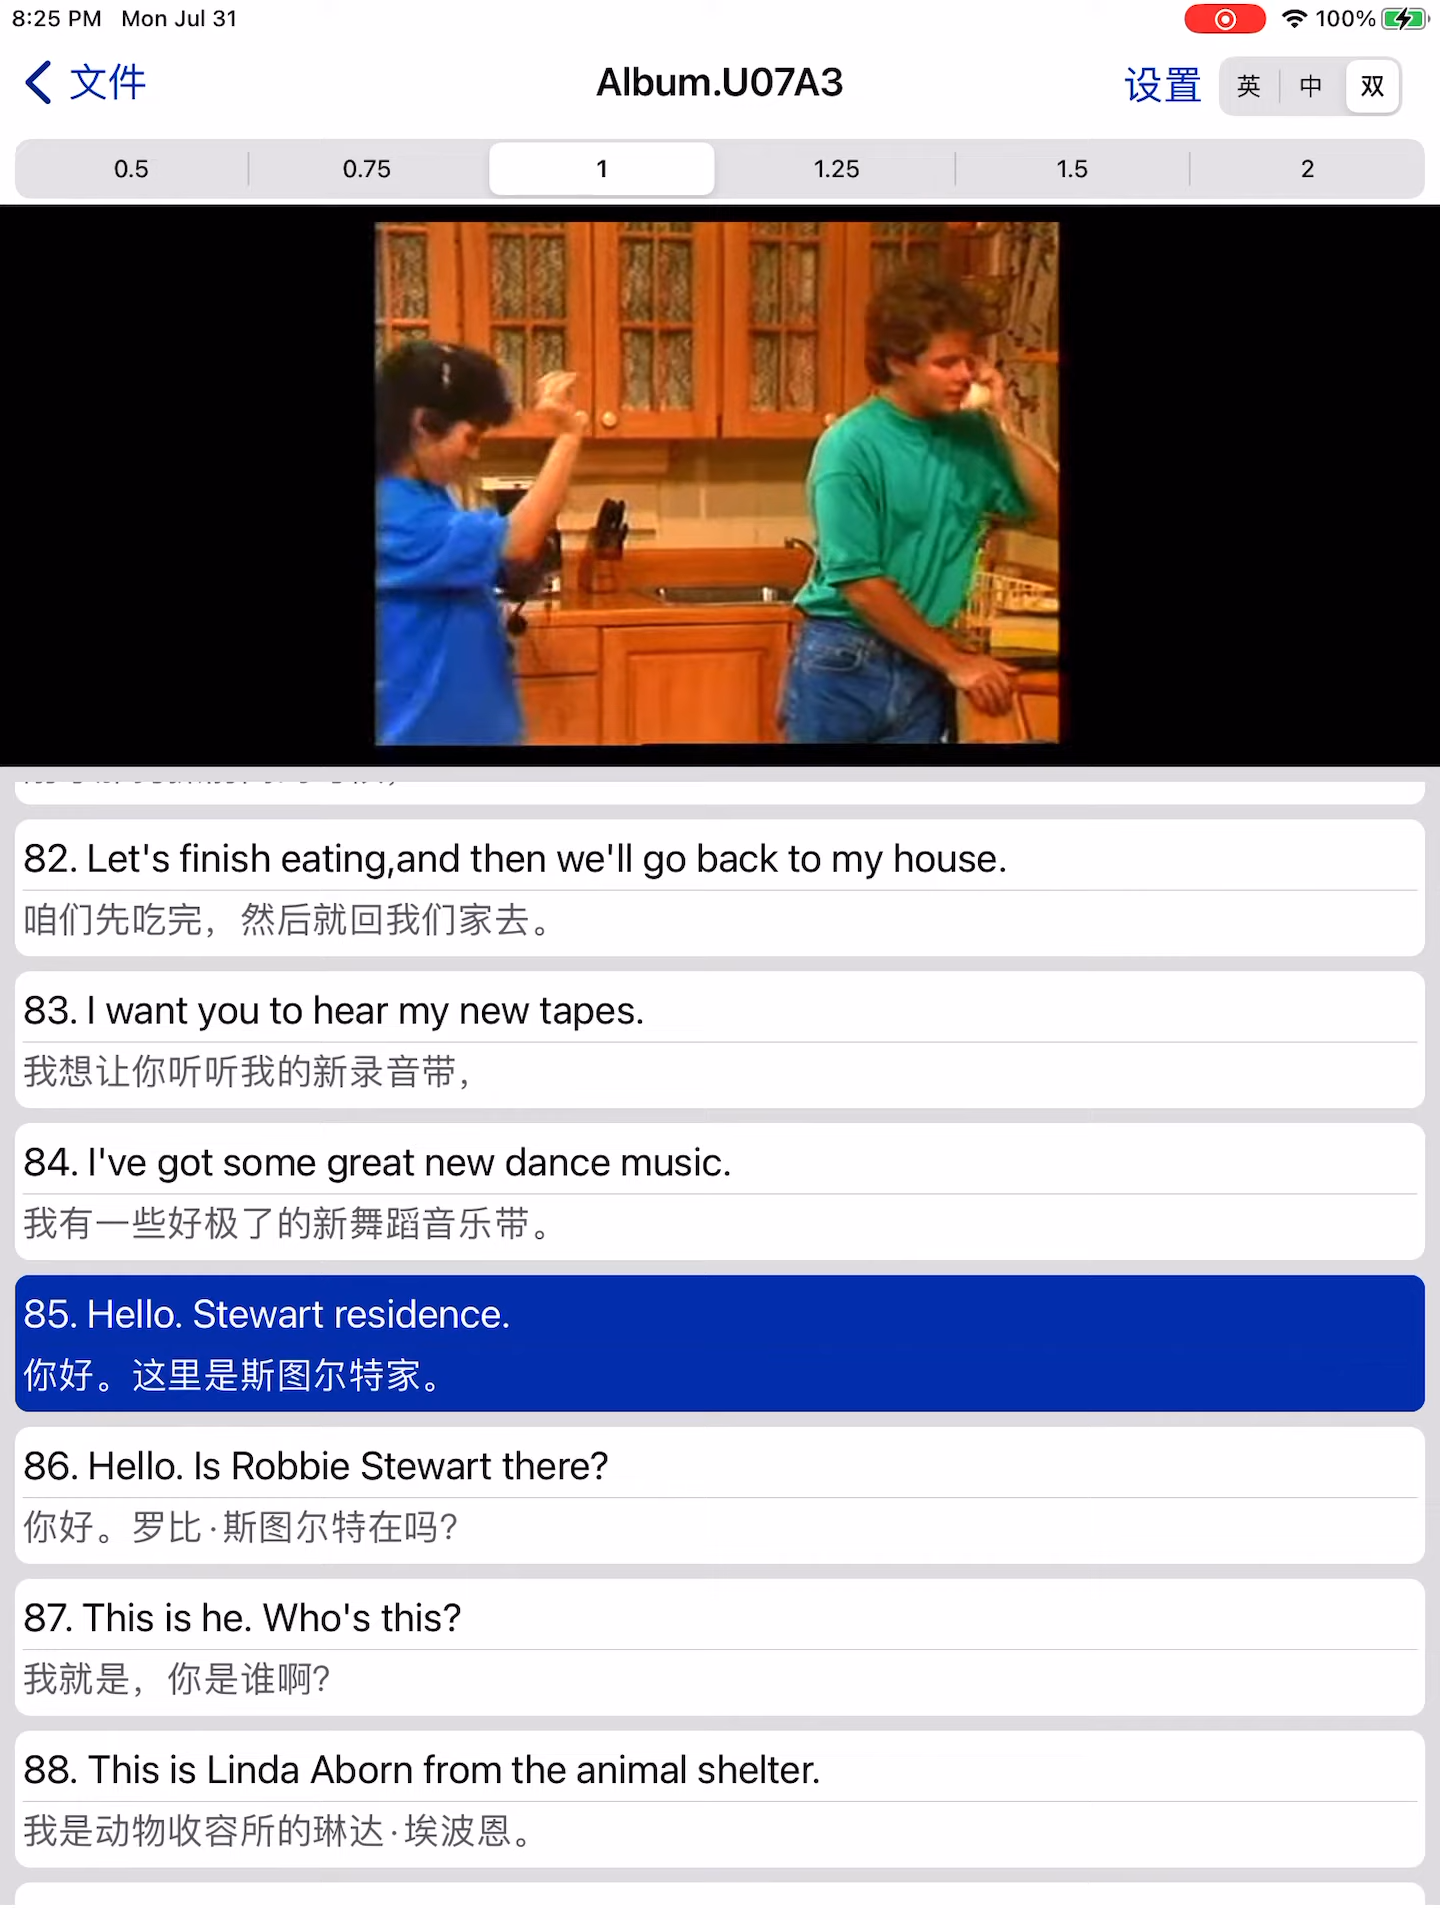 8:25 PM Mon Jul 31
100%
文件
Album.U07A3
设置
英 中 双
0.5 0.75 1 1.25 1.5 2
82. Let's finish eating,and then we'll go back to my house.
咱们先吃完，然后就回我们家去。
83. I want you to hear my new tapes.
我想让你听听我的新录音带，
84. I've got some great new dance music.
我有一些好极了的新舞蹈音乐带。
85. Hello. Stewart residence.
你好。这里是斯图尔特家。
86. Hello. Is Robbie Stewart there?
你好。罗比·斯图尔特在吗?
87. This is he. Who's this?
我就是，你是谁啊?
88. This is Linda Aborn from the animal shelter.
我是动物收容所的琳达·埃波恩。